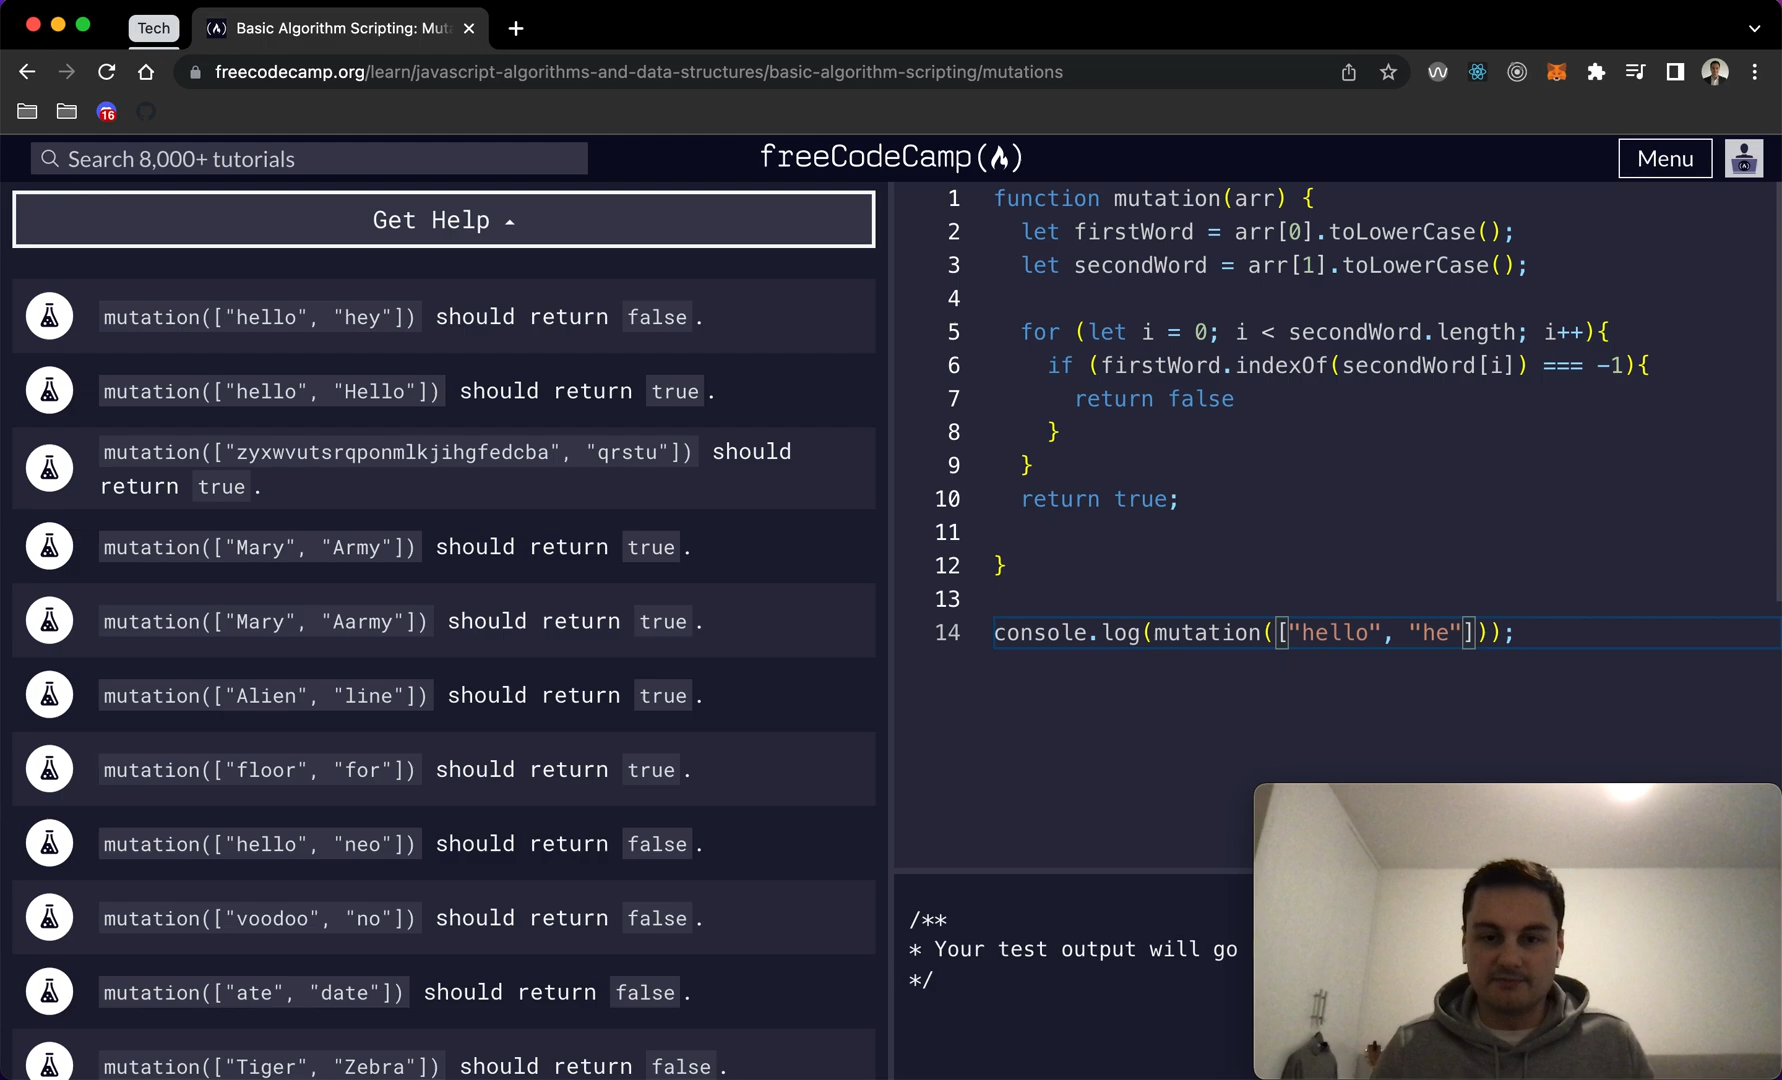 Tech
Basic Algorithm Scripting: Mut
freecodecamp.org/learn/javascript-algorithms-and-data-structures/basic-algorithm-scripting/mutations
16
Search 8,000+ tutorials
freeCodeCamp
Menu
Get Help
mutation(["hello", "hey"]) should return false.
mutation(["hello", "Hello"]) should return true.
mutation(["zyxwvutsrqponmlkjihgfedcba", "qrstu"]) should
return true.
mutation(["Mary", "Army"]) should return true.
mutation(["Mary", "Aarmy"]) should return true.
mutation(["Alien", "line"]) should return true.
mutation(["floor", "for"]) should return true.
mutation(["hello", "neo"]) should return false.
mutation(["voodoo", "no"]) should return false.
mutation(["ate", "date"]) should return false.
mutation(["Tiger", "Zebra"]) should return false.
1 function mutation(arr) {
2 let firstWord = arr[0].toLowerCase();
3 let secondWord = arr[1].toLowerCase();
4
5 for (let i = 0; i < secondWord.length; i++){
6 if (firstWord.indexOf(secondWord[i]) === -1){
7 return false
8 }
9 }
10 return true;
11
12 }
13
14 console.log(mutation(["hello", "he"]));
/**
* Your test output will go
*/